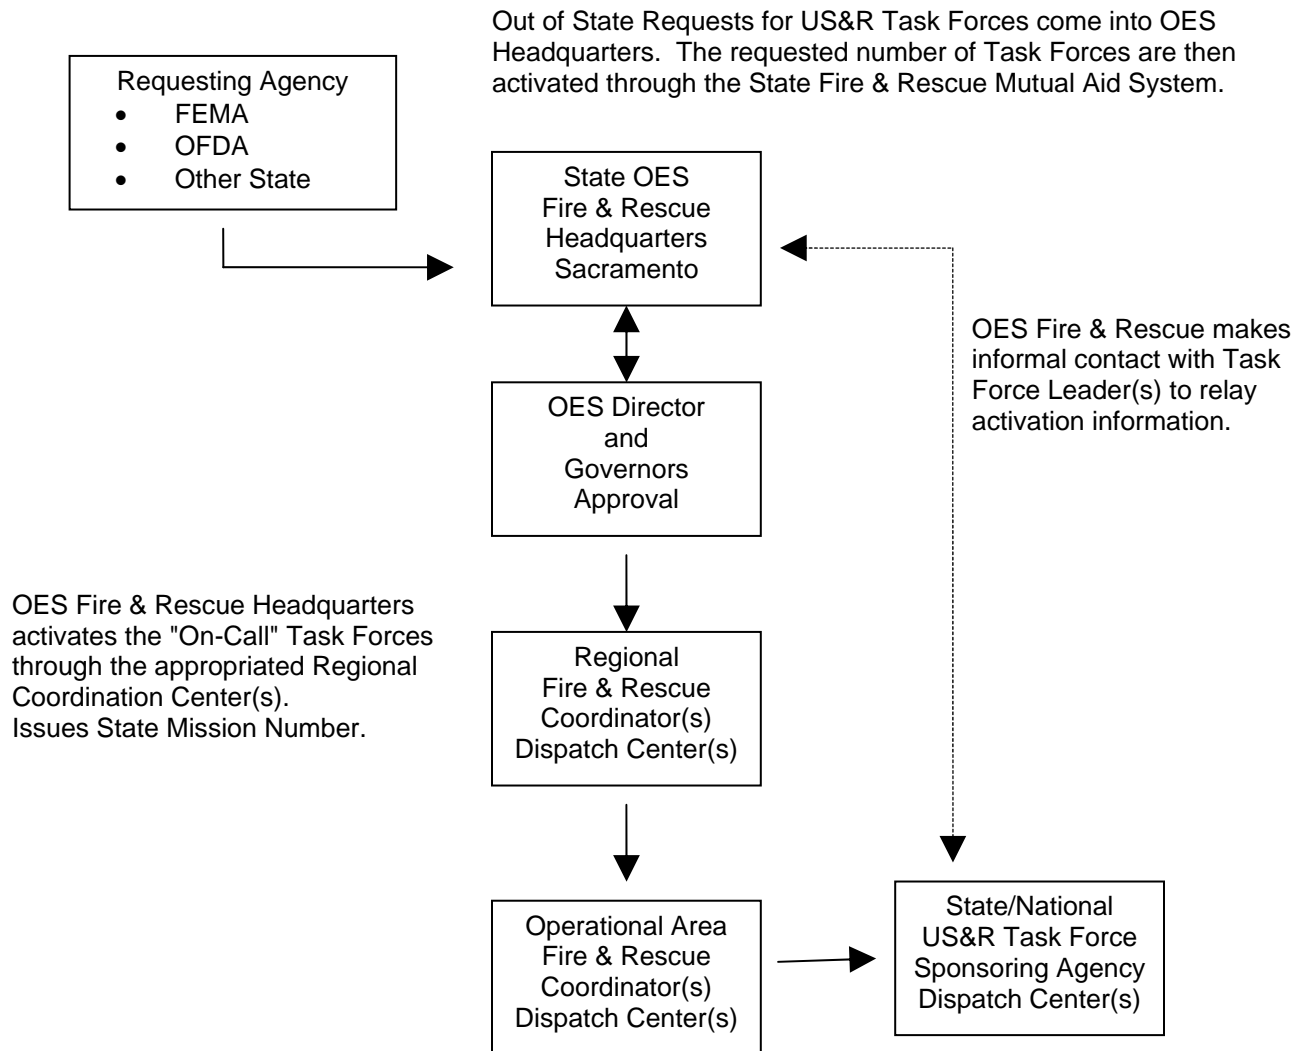 Out of State Requests for US&R Task Forces come into OES
Headquarters.  The requested number of Task Forces are then
activated through the State Fire & Rescue Mutual Aid System.
Requesting Agency
• FEMA
• OFDA
• Other State
State OES
Fire & Rescue
Headquarters
Sacramento
OES Fire & Rescue makes
informal contact with Task
Force Leader(s) to relay
activation information.
OES Director
and
Governors
Approval
OES Fire & Rescue Headquarters
activates the "On-Call" Task Forces
through the appropriated Regional
Coordination Center(s).
Issues State Mission Number.
Regional
Fire & Rescue
Coordinator(s)
Dispatch Center(s)
Operational Area
Fire & Rescue
Coordinator(s)
Dispatch Center(s)
State/National
US&R Task Force
Sponsoring Agency
Dispatch Center(s)